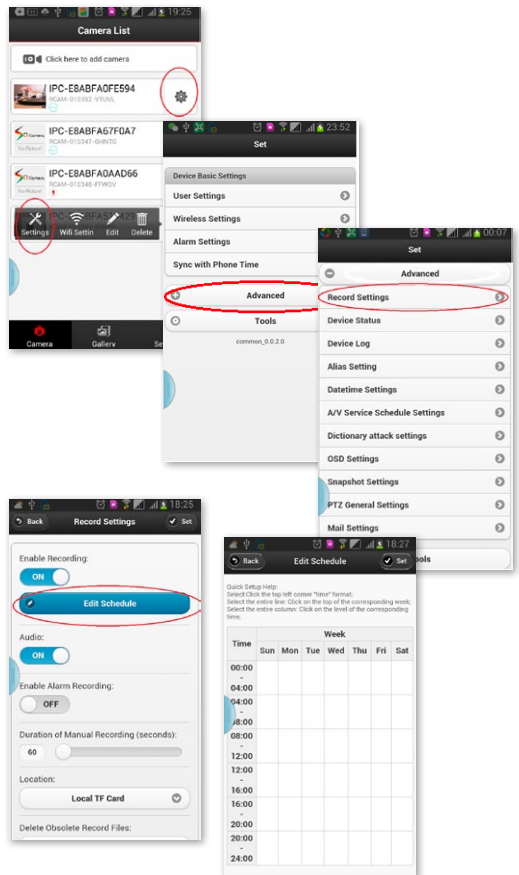 19:25
Camera List
Click here to add camera
IPC-E8ABFA0FE594
RCAM-010352-VTUVL
IPC-E8ABFA67F0A7
RCAM-010347-GHNTG
No Picture!
IPC-E8ABFA0AAD66
RCAM-010348-FFWGV
No Picture!
Settings Wifi Settin Edit Delete
Camera Gallery Se
23:52
Set
Device Basic Settings
User Settings
Wireless Settings
Alarm Settings
Sync with Phone Time
Advanced
Tools
common_0.0.2.0
00:07
Set
Advanced
Record Settings
Device Status
Device Log
Alias Setting
Datetime Settings
A/V Service Schedule Settings
Dictionary attack settings
OSD Settings
Snapshot Settings
PTZ General Settings
Mail Settings
ools
18:25
Back Record Settings Set
Enable Recording:
ON
Edit Schedule
Audio:
ON
Enable Alarm Recording:
OFF
Duration of Manual Recording (seconds):
60
Location:
Local TF Card
Delete Obsolete Record Files:
18:27
Back Edit Schedule Set
Quick Setup Help:
Select Click the top left corner "time" format;
Select the entire line: Click on the top of the corresponding week;
Select the entire column: Click on the level of the corresponding
time;
Week
Time Sun Mon Tue Wed Thu Fri Sat
00:00
-
04:00
04:00
-
08:00
08:00
-
12:00
12:00
-
16:00
16:00
-
20:00
20:00
-
24:00